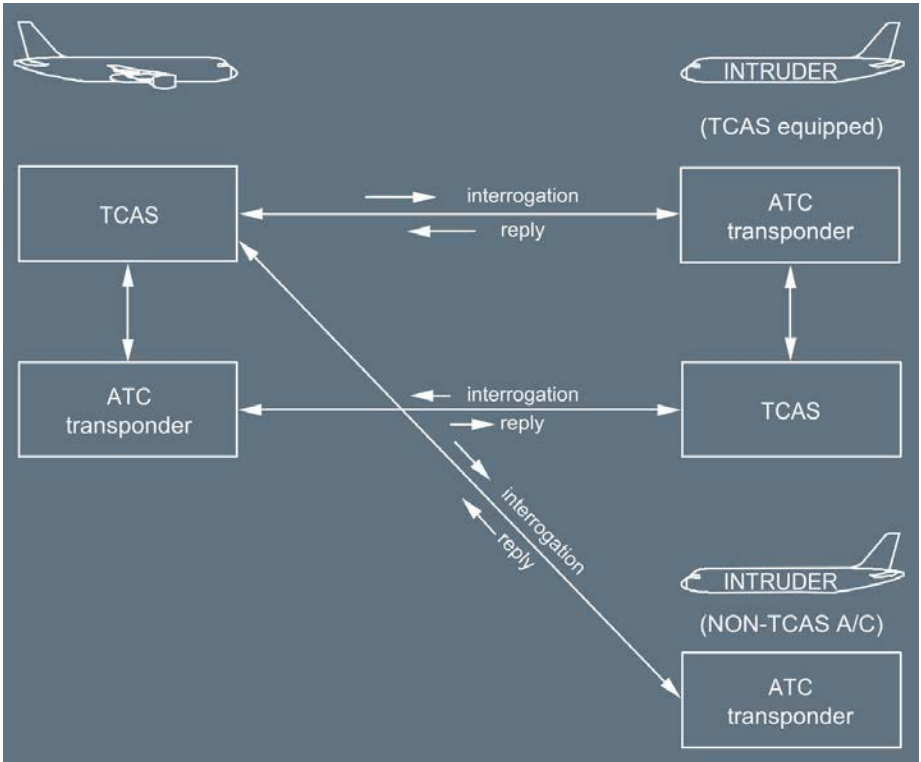 INTRUDER
(TCAS equipped)
TCAS
interrogation
reply
ATC
transponder
ATC
transponder
interrogation
reply
TCAS
interrogation
reply
INTRUDER
(NON-TCAS A/C)
ATC
transponder